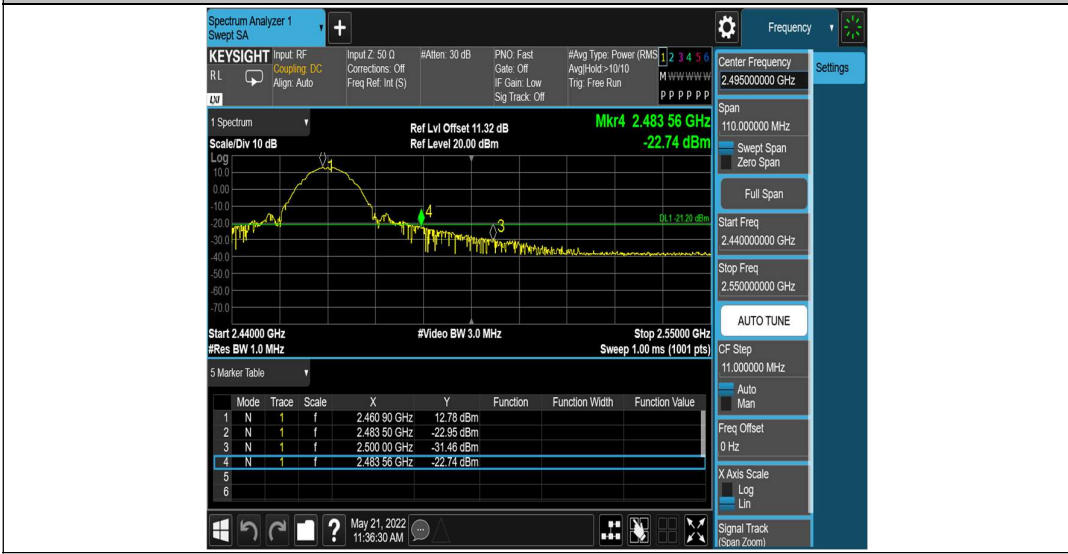 Spectrum Analyzer 1
Swept SA
+
Frequency
KEYSIGHT Input: RF Input Z: 50 Ω #Atten: 30 dB PNO: Fast #Avg Type: Power (RMS 1 2 3 4 5 6
RL Coupling: DC Corrections: Off Gate: Off Avg|Hold:>10/10 M W W W W W
Align: Auto Freq Ref: Int (S) IF Gain: Low Trig: Free Run
LXI Sig Track: Off P P P P P P
1 Spectrum
Ref Lvl Offset 11.32 dB Mkr4 2.483 56 GHz
Scale/Div 10 dB Ref Level 20.00 dBm -22.74 dBm
Log
1
10.0
0.00
-10.0
4
DL1 -21.20 dBm
-20.0
3
-30.0
-40.0
-50.0
-60.0
-70.0
Start 2.44000 GHz #Video BW 3.0 MHz Stop 2.55000 GHz
#Res BW 1.0 MHz Sweep 1.00 ms (1001 pts)
5 Marker Table
Mode Trace Scale X Y Function Function Width Function Value
1 N 1 f 2.460 90 GHz 12.78 dBm
2 N 1 f 2.483 50 GHz -22.95 dBm
3 N 1 f 2.500 00 GHz -31.46 dBm
4 N 1 f 2.483 56 GHz -22.74 dBm
5
6
?
May 21, 2022
11:36:30 AM
Center Frequency
2.495000000 GHz
Settings
Span
110.000000 MHz
Swept Span
Zero Span
Full Span
Start Freq
2.440000000 GHz
Stop Freq
2.550000000 GHz
AUTO TUNE
CF Step
11.000000 MHz
Auto
Man
Freq Offset
0 Hz
X Axis Scale
Log
Lin
Signal Track
(Span Zoom)